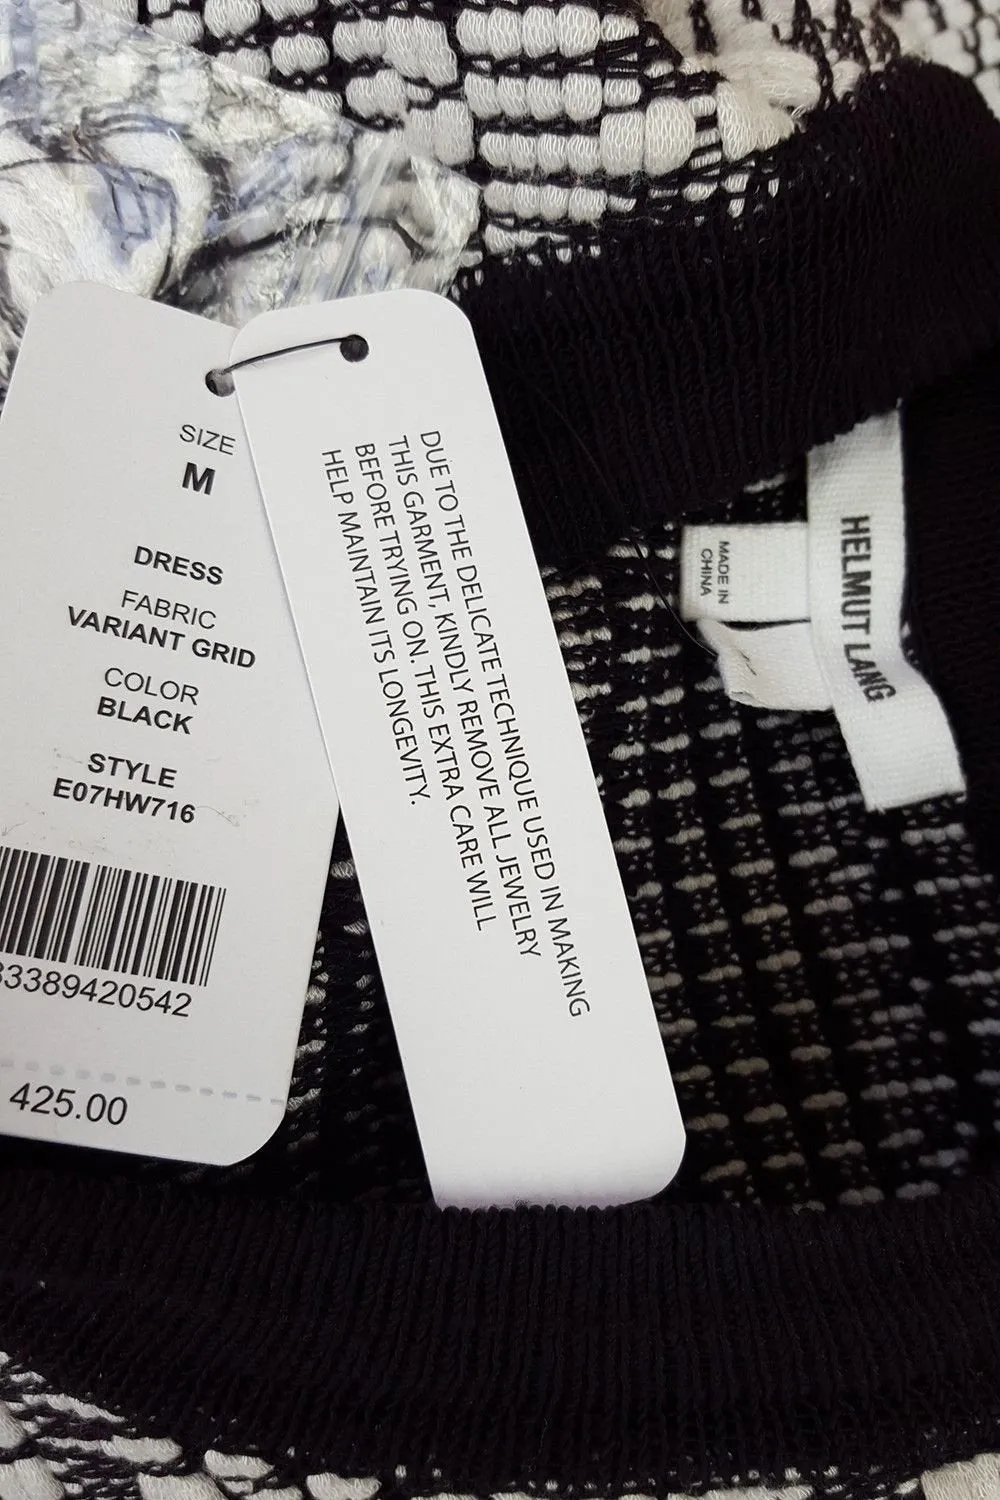 SIZE
M
DRESS
FABRIC
VARIANT GRID
COLOR
BLACK
STYLE
E07HW716
33389420542
425.00
DUE TO THE DELICATE TECHNIQUE USED IN MAKING
THIS GARMENT, KINDLY REMOVE ALL JEWELRY
BEFORE TRYING ON. THIS EXTRA CARE WILL
HELP MAINTAIN ITS LONGEVITY.
MADE IN
CHINA
HELMUT LANG